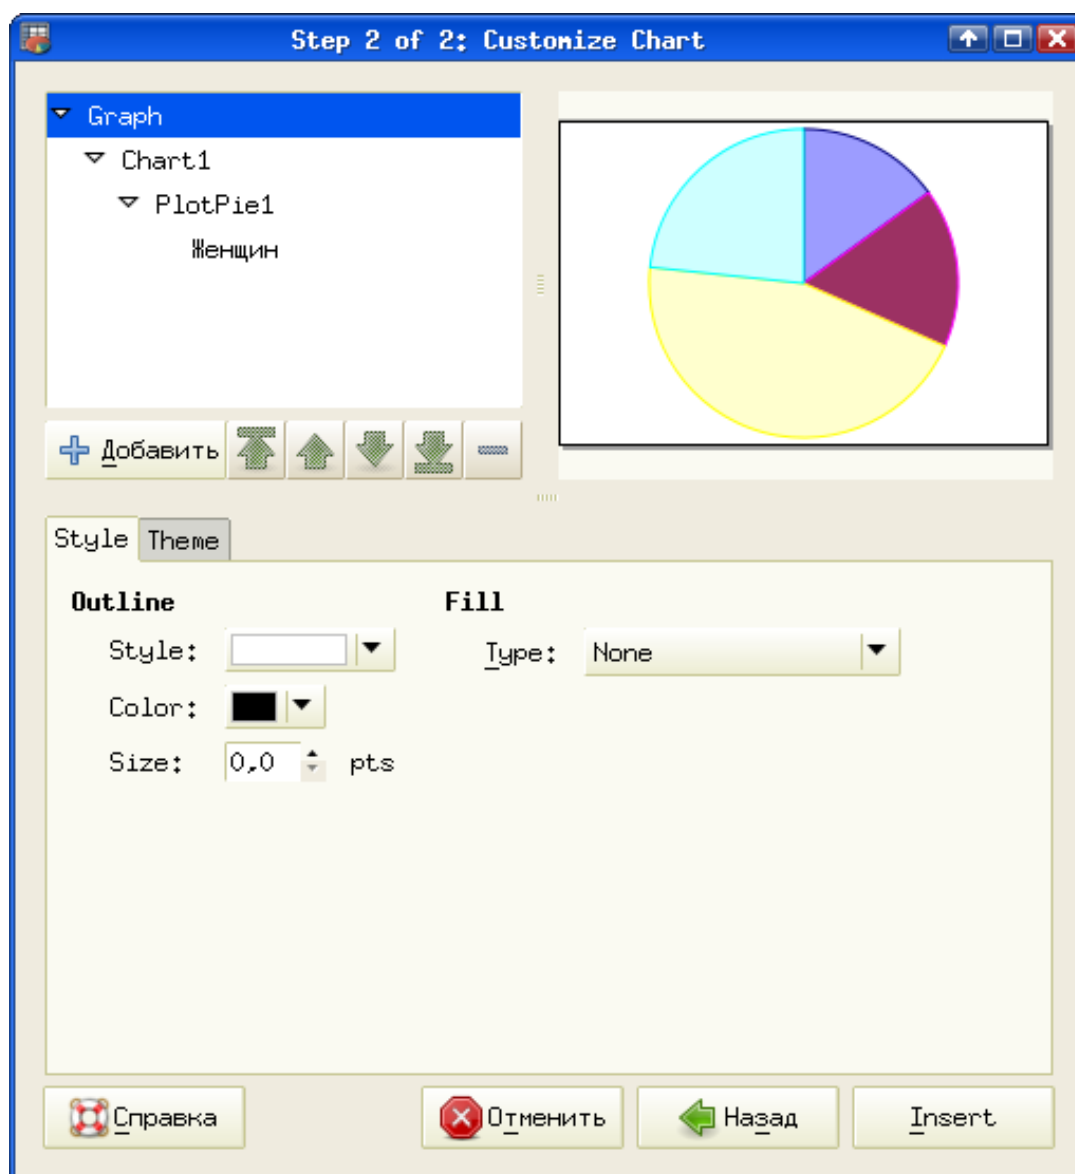 Step 2 of 2: Customize Chart
Graph
Chart1
PlotPie1
Женщин
Добавить
Style Theme
Outline Fill
Style: Type: None
Color:
Size: 0,0 pts
Справка Отменить Назад Insert